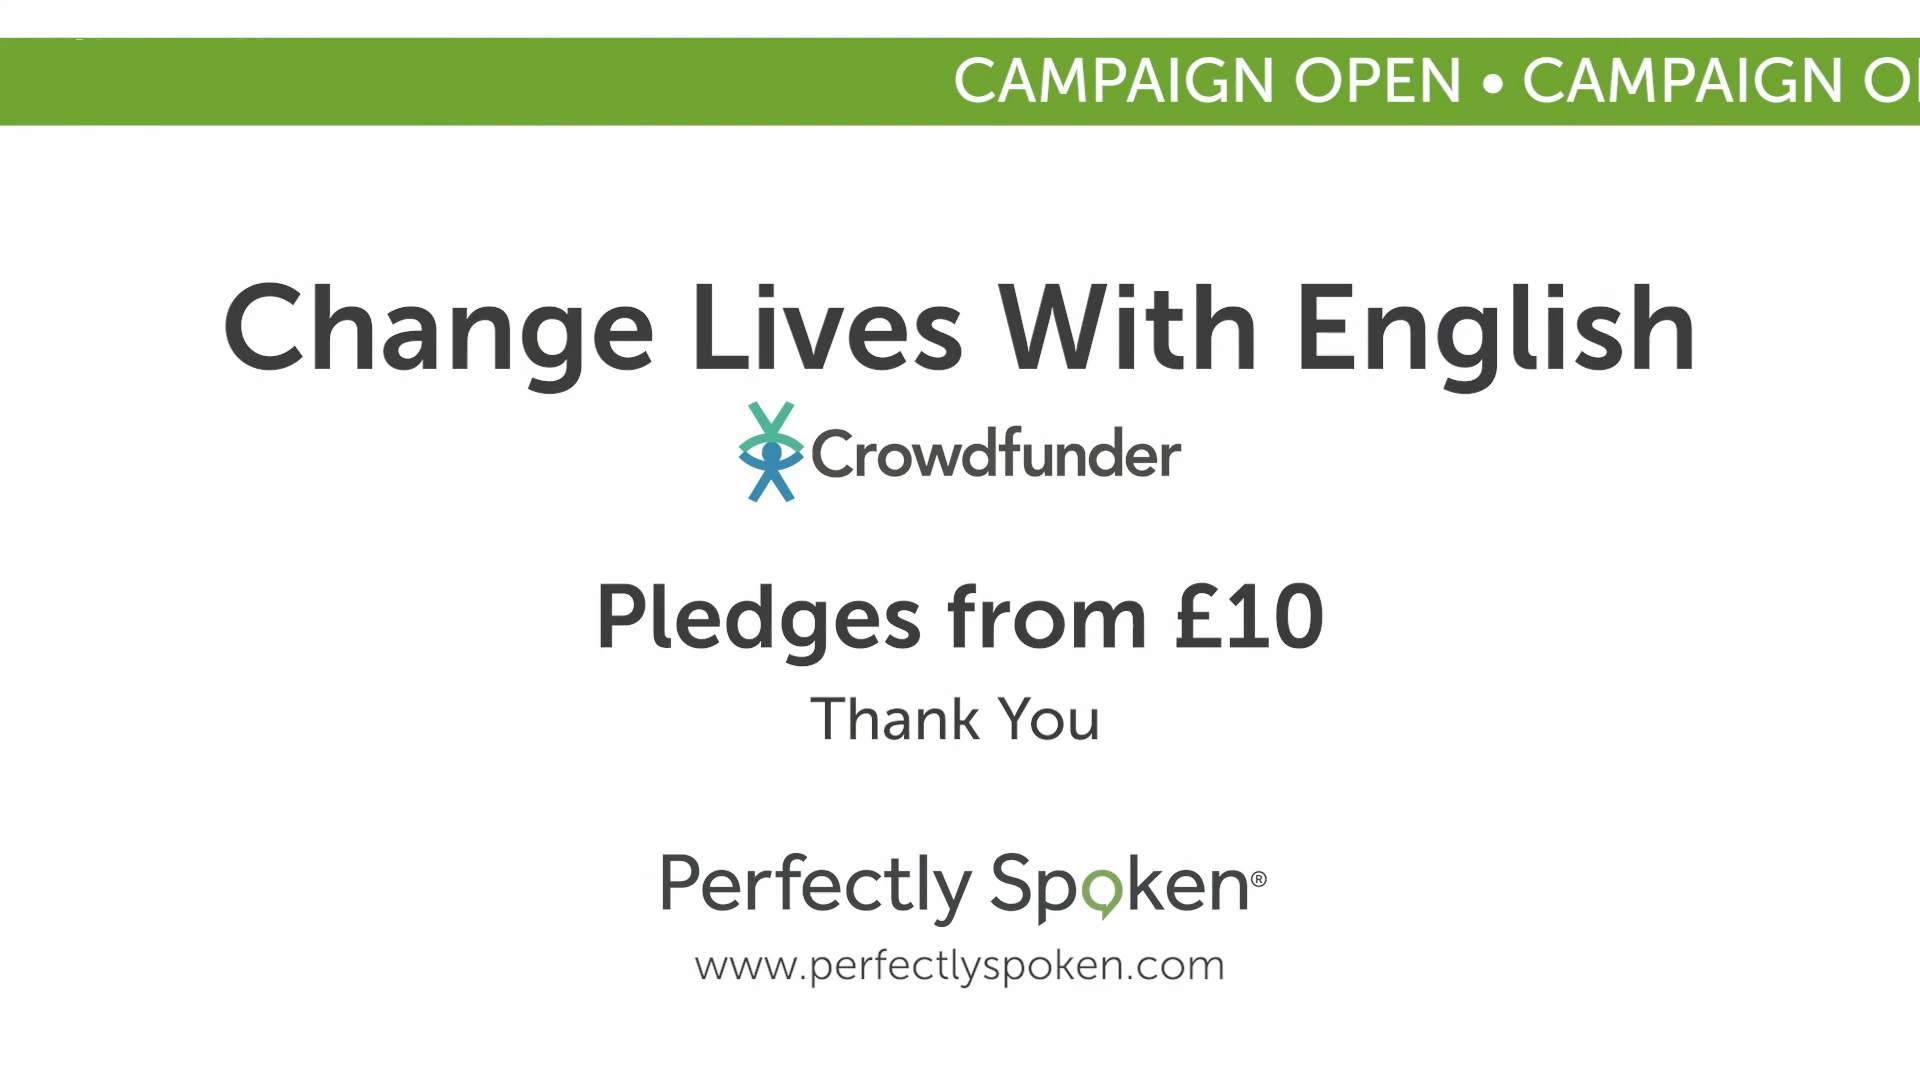 CAMPAIGN OPEN • CAMPAIGN
Change Lives With English
Crowdfunder
Pledges from £10
Thank You
Perfectly Spoken®
www.perfectlyspoken.com